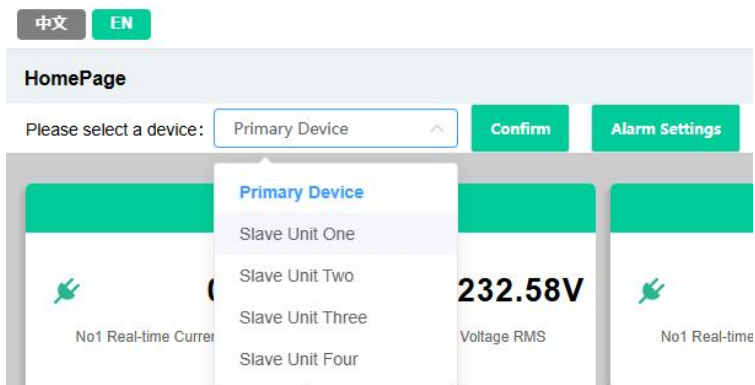 中文 EN
HomePage
Please select a device: Primary Device Confirm Alarm Settings
Primary Device
Slave Unit One
Slave Unit Two
Slave Unit Three
Slave Unit Four
232.58V
No1 Real-time Voltage RMS No1 Real-time